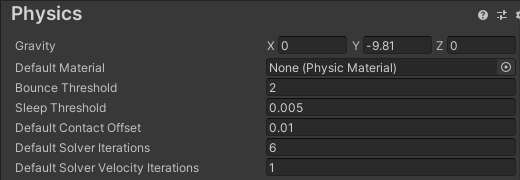 Physics
Gravity X 0 Y -9.81 Z 0
Default Material None (Physic Material)
Bounce Threshold 2
Sleep Threshold 0.005
Default Contact Offset 0.01
Default Solver Iterations 6
Default Solver Velocity Iterations 1